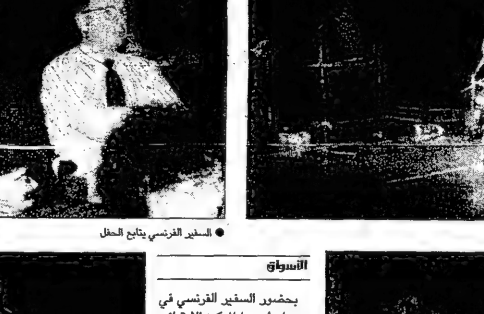 ● السفير الفرنسي يتابع الحفل
الأسواق
بحضور السفير الفرنسي في